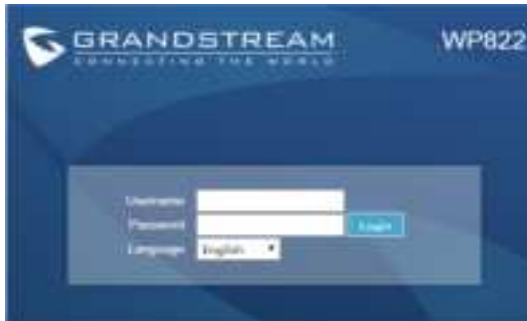 GRANDSTREAM
CONNECTING THE WORLD
WP822
Username
Password
Login
Language
English